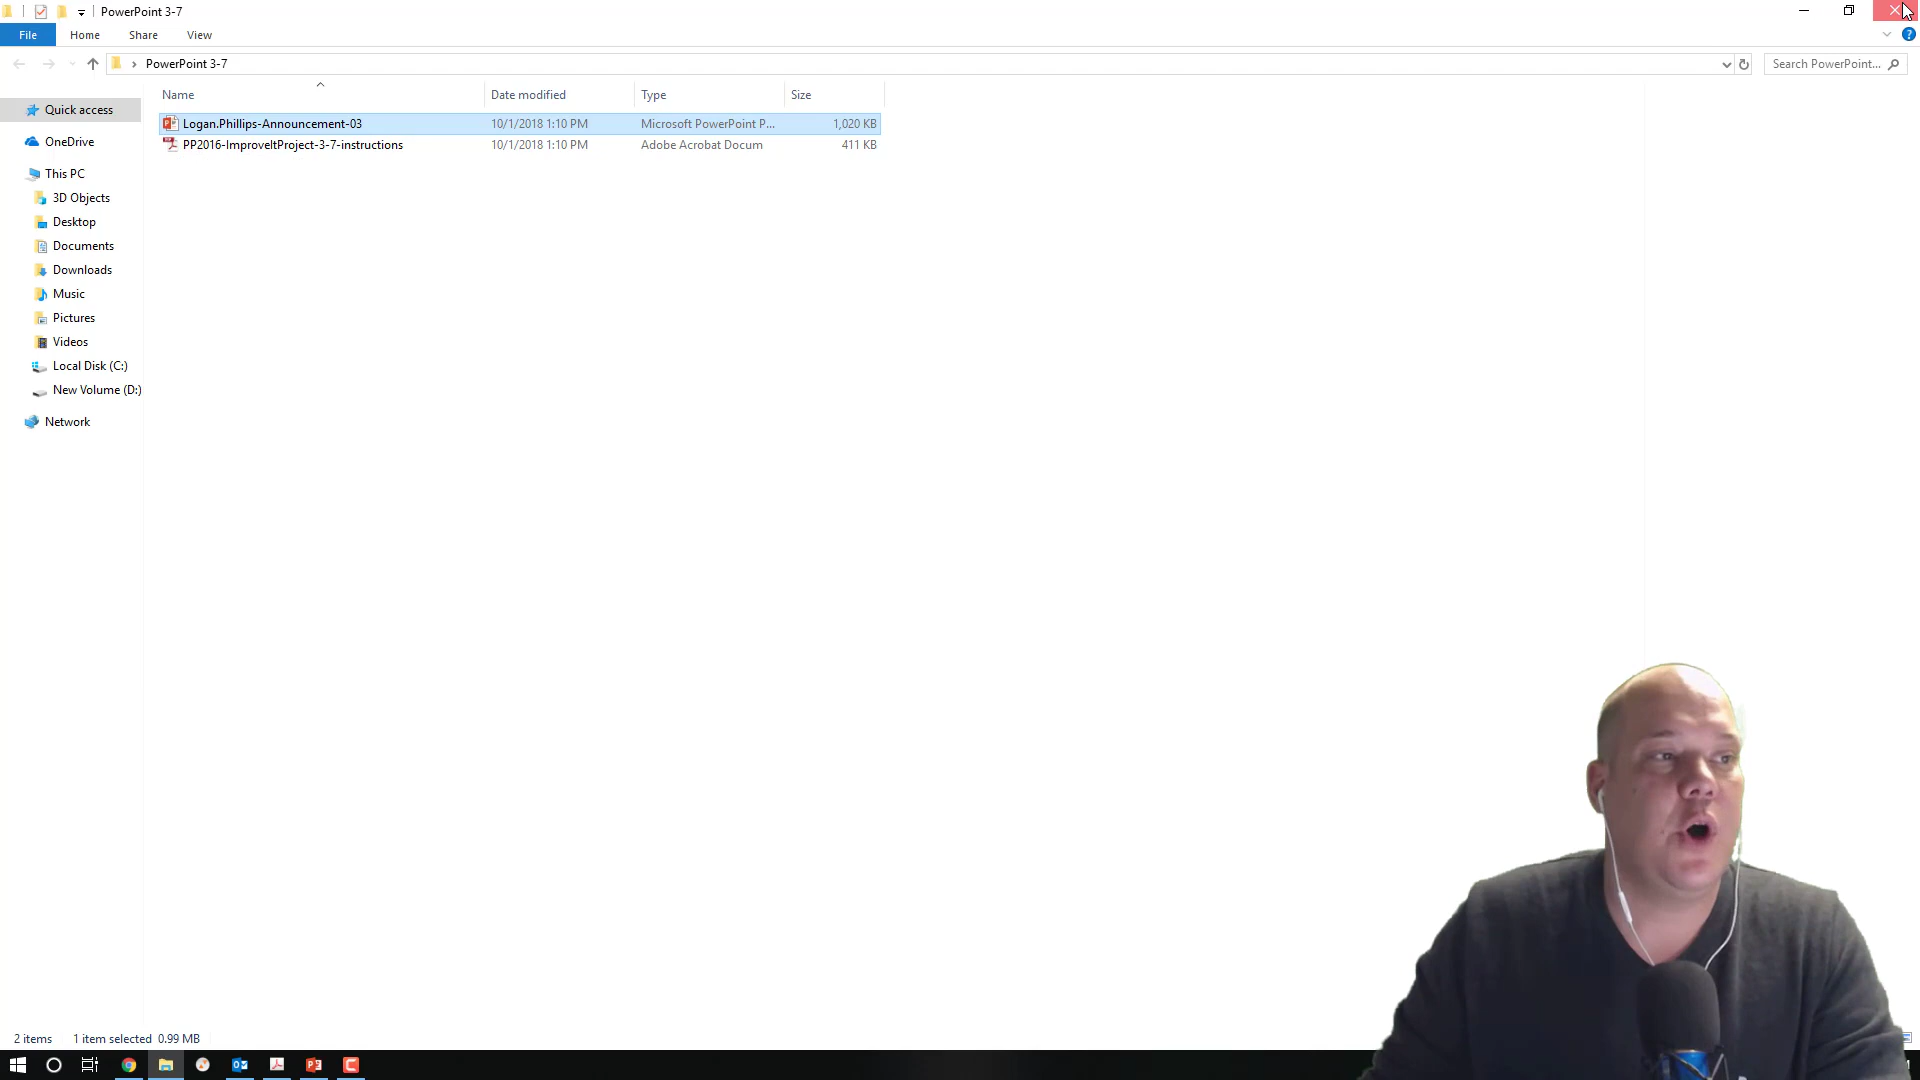 PowerPoint 3-7
File Home Share View
PowerPoint 3-7
Search PowerPoint...
Name Date modified Type Size
Logan.Phillips-Announcement-03 10/1/2018 1:10 PM Microsoft PowerPoint P... 1,020 KB
PP2016-ImproveItProject-3-7-instructions 10/1/2018 1:10 PM Adobe Acrobat Docum 411 KB
Quick access
OneDrive
This PC
3D Objects
Desktop
Documents
Downloads
Music
Pictures
Videos
Local Disk (C:)
New Volume (D:)
Network
2 items 1 item selected 0.99 MB